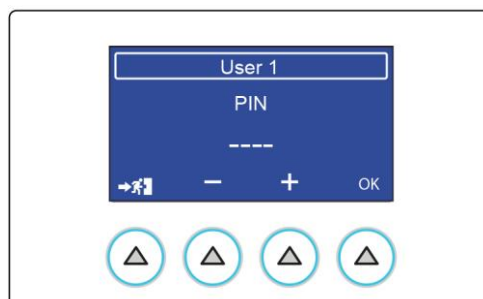 User 1
PIN
----
− + OK